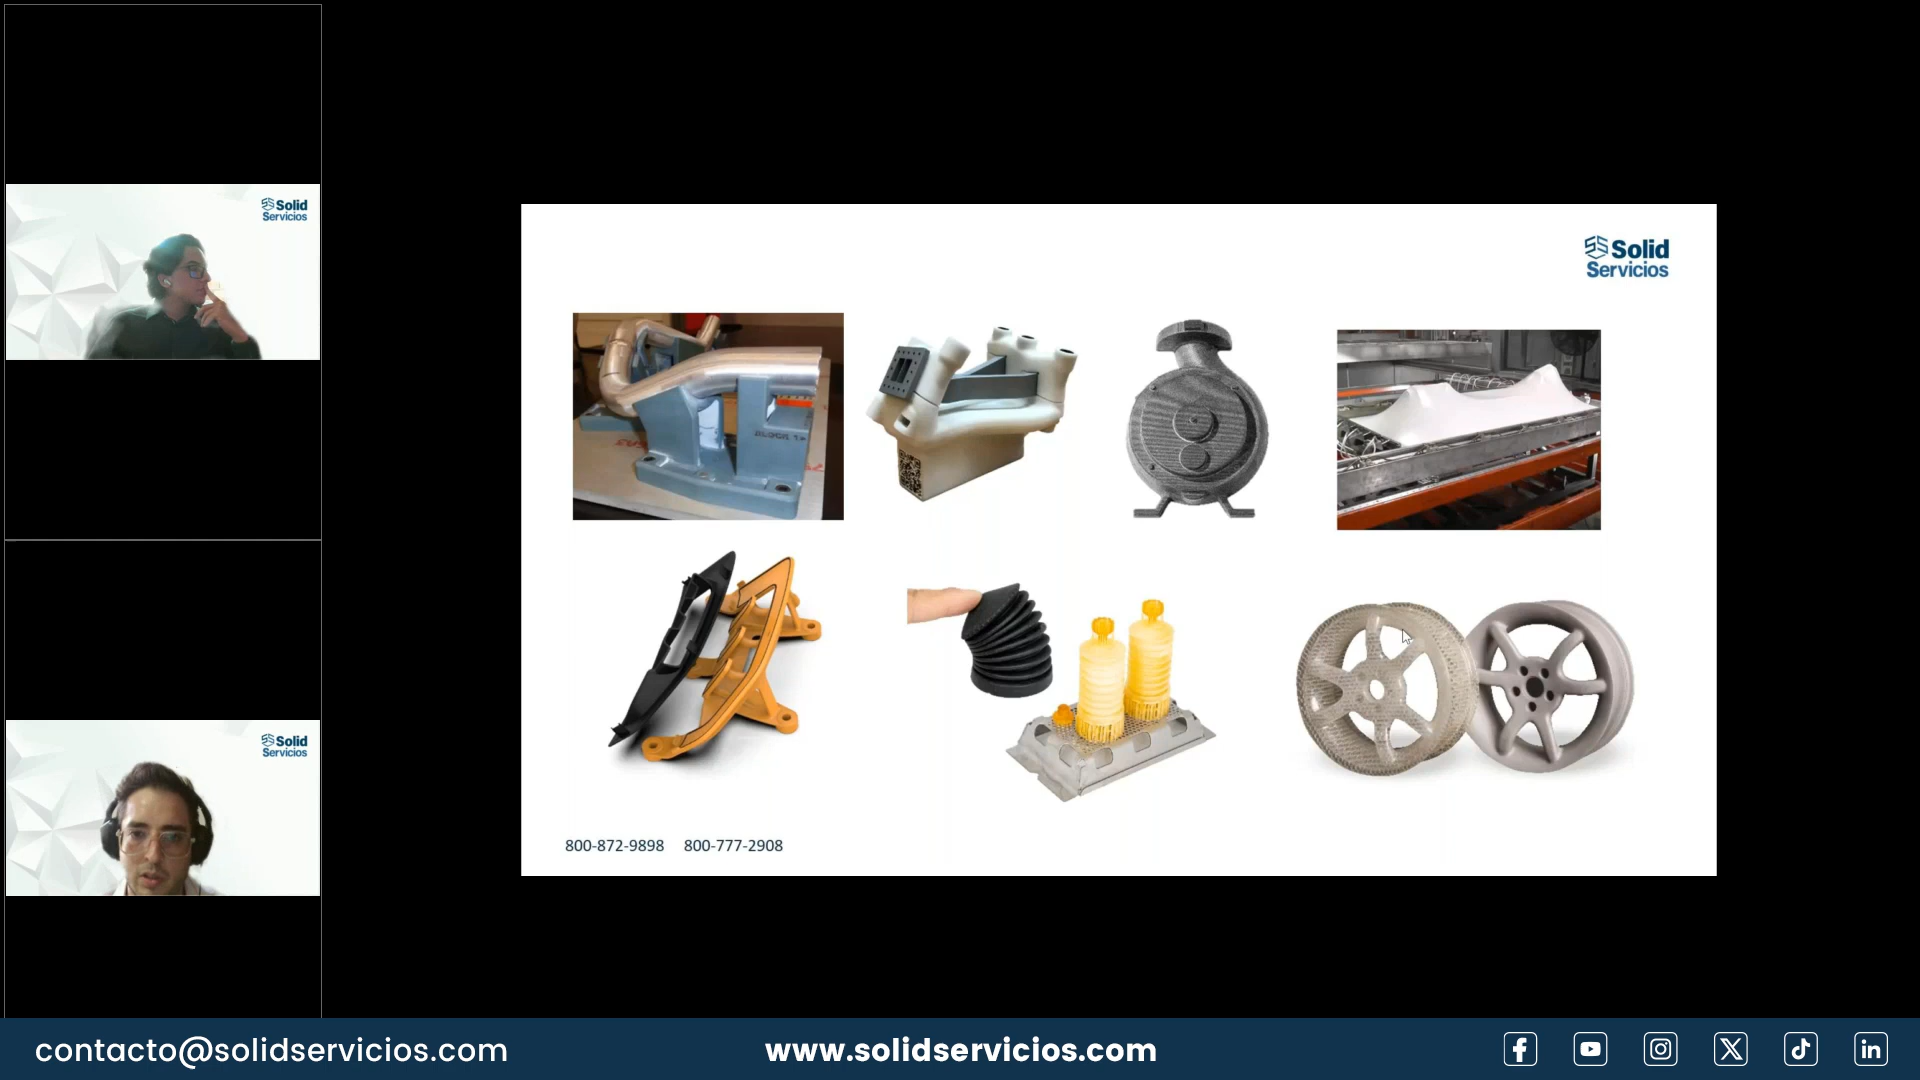 Solid
Servicios
Solid
Servicios
Solid
Servicios
800-872-9898 800-777-2908
contacto@solidservicios.com
www.solidservicios.com